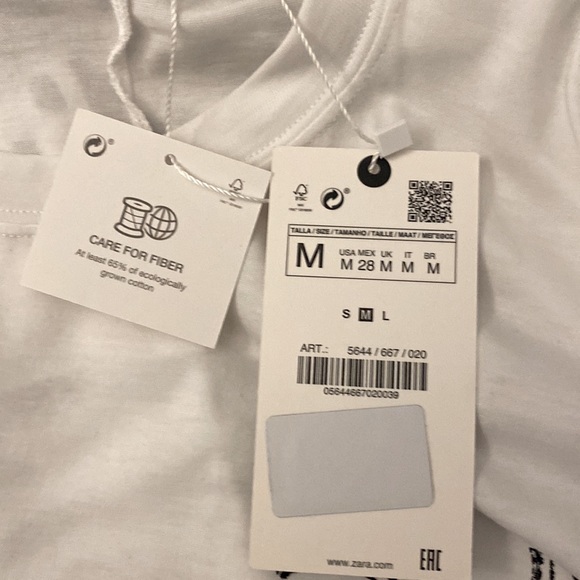 CARE FOR FIBER
At least 65% of ecologically
grown cotton
FSC
TALLA / SIZE / TAMANHO / TAILLE / MAAT / ΜΕΓΕΘΟΣ
M
USA MEX UK IT BR
M 28 M M M
S M L
ART.: 5644 / 667 / 020
05644667020039
www.zara.com
EAC